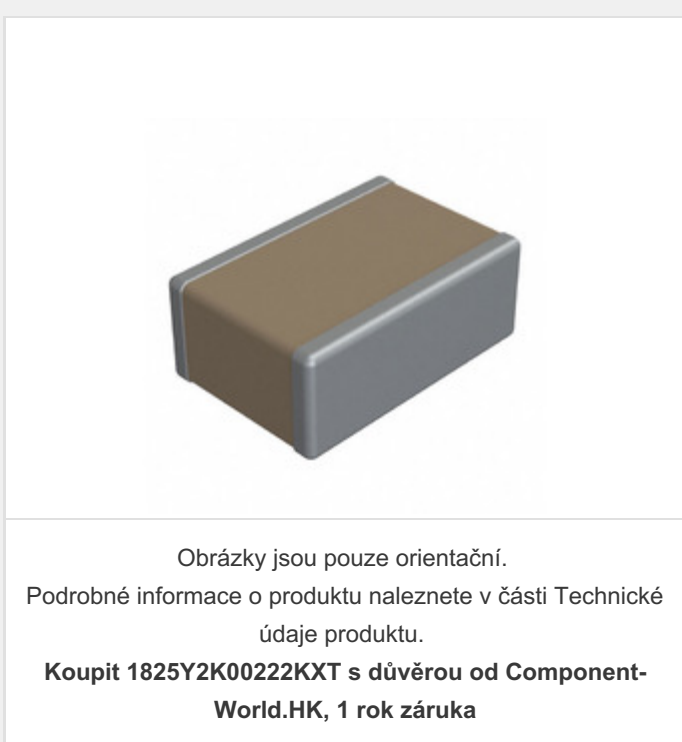 Obrázky jsou pouze orientační.
Podrobné informace o produktu naleznete v části Technické
údaje produktu.
Koupit 1825Y2K00222KXT s důvěrou od Component-
World.HK, 1 rok záruka